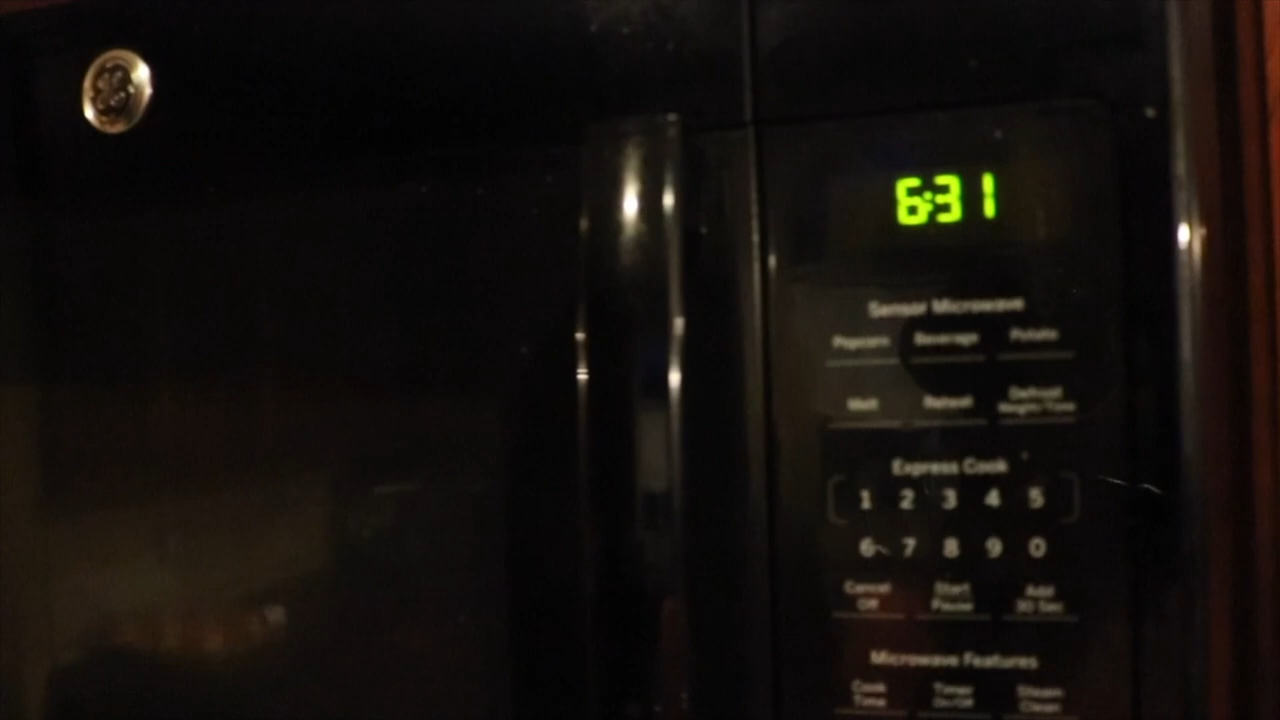 6:31
Sensor Microwave
Popcorn Beverage Potato
Melt Reheat Defrost
Weight/Time
Express Cook
1 2 3 4 5
6 7 8 9 0
Cancel Start Add
Off Pause 30 Sec
Microwave Features
Cook Timer Steam
Time On/Off Clean